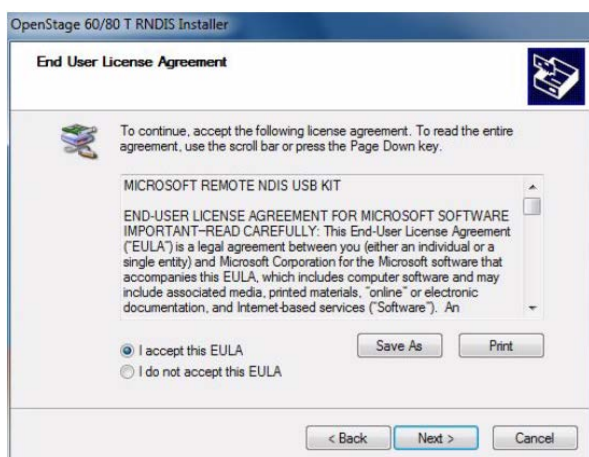 OpenStage 60/80 T RNDIS Installer
End User License Agreement
To continue, accept the following license agreement. To read the entire
agreement, use the scroll bar or press the Page Down key.
MICROSOFT REMOTE NDIS USB KIT
END-USER LICENSE AGREEMENT FOR MICROSOFT SOFTWARE
IMPORTANT—READ CAREFULLY: This End-User License Agreement
("EULA") is a legal agreement between you (either an individual or a
single entity) and Microsoft Corporation for the Microsoft software that
accompanies this EULA, which includes computer software and may
include associated media, printed materials, "online" or electronic
documentation, and Internet-based services ("Software"). An
I accept this EULA
Save As
Print
I do not accept this EULA
< Back
Next >
Cancel